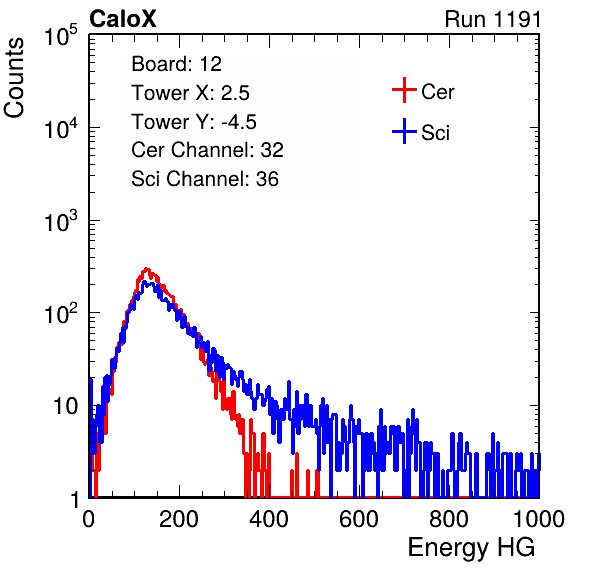 CaloX Run 1191
Counts
10^5
10^4
10^3
10^2
10
1
Board: 12
Tower X: 2.5
Tower Y: -4.5
Cer Channel: 32
Sci Channel: 36
Cer
Sci
0 200 400 600 800 1000
Energy HG